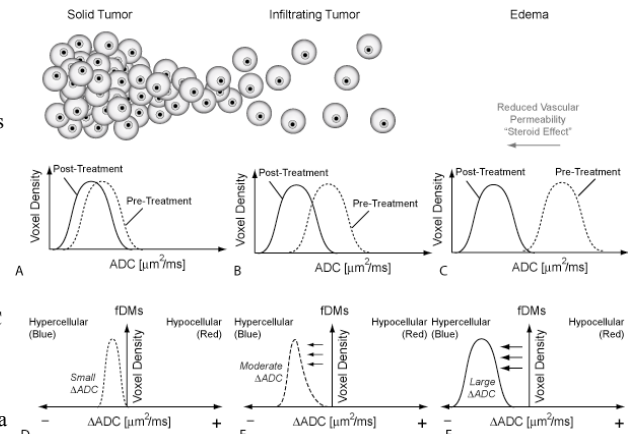 Solid Tumor
Infiltrating Tumor
Edema
s
Reduced Vascular
Permeability
"Steroid Effect"
Post-Treatment
Pre-Treatment
Voxel Density
ADC [μm²/ms]
A
Post-Treatment
Pre-Treatment
Voxel Density
ADC [μm²/ms]
B
Post-Treatment
Pre-Treatment
Voxel Density
ADC [μm²/ms]
C
fDMs
Hypercellular
(Blue)
Small
ΔADC
Voxel Density
− ΔADC [μm²/ms] +
fDMs
Hypercellular
(Blue)
Hypocellular
(Red)
Moderate
ΔADC
Voxel Density
− ΔADC [μm²/ms] +
fDMs
Hypocellular
(Red)
Hypercellular
(Blue)
Hypocellular
(Red)
Large
ΔADC
Voxel Density
− ΔADC [μm²/ms] +
a